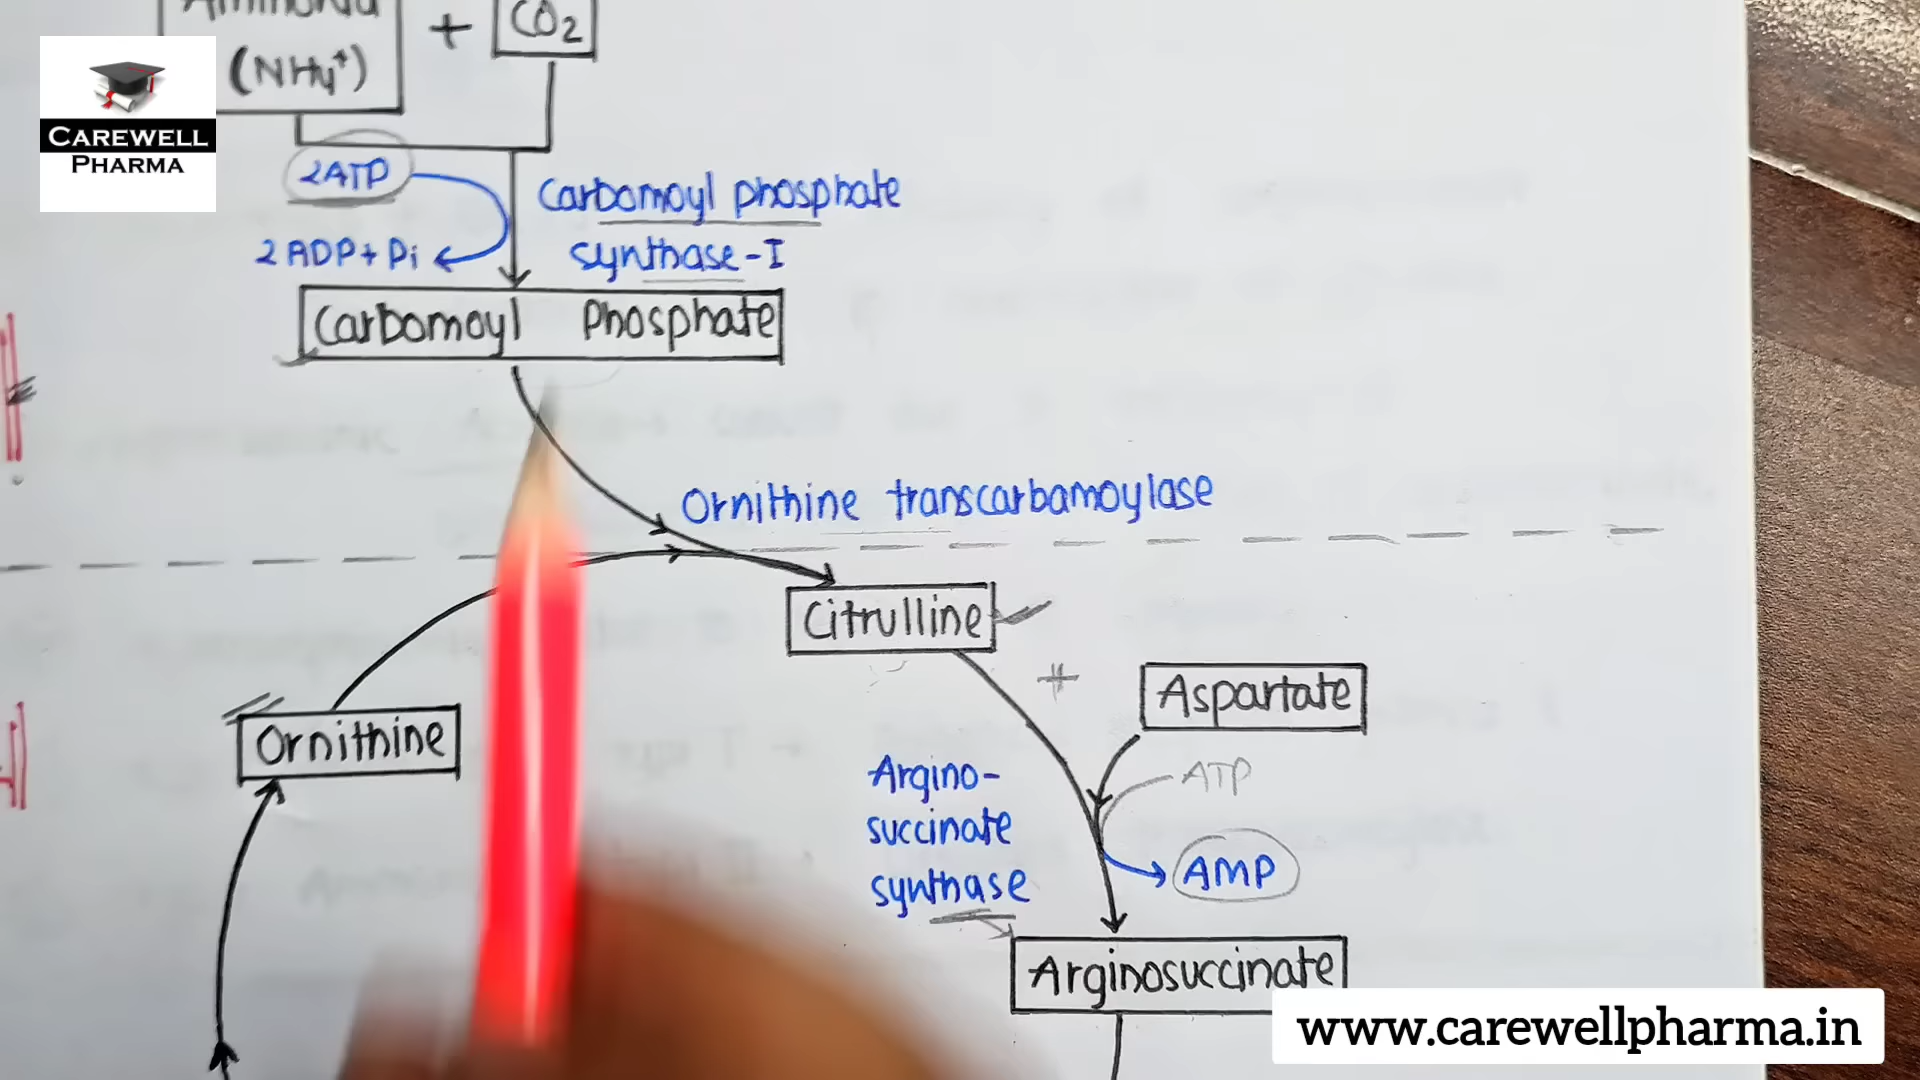 Ammonia
(NH4+)
+
CO2
CAREWELL
PHARMA
2ATP
2ADP+Pi
Carbomoyl phosphate
synthase-I
Carbomoyl Phosphate
Ornithine transcarbamoylase
Citrulline
+
Aspartate
Ornithine
Argino-
succinate
synthase
ATP
AMP
Arginosuccinate
www.carewellpharma.in